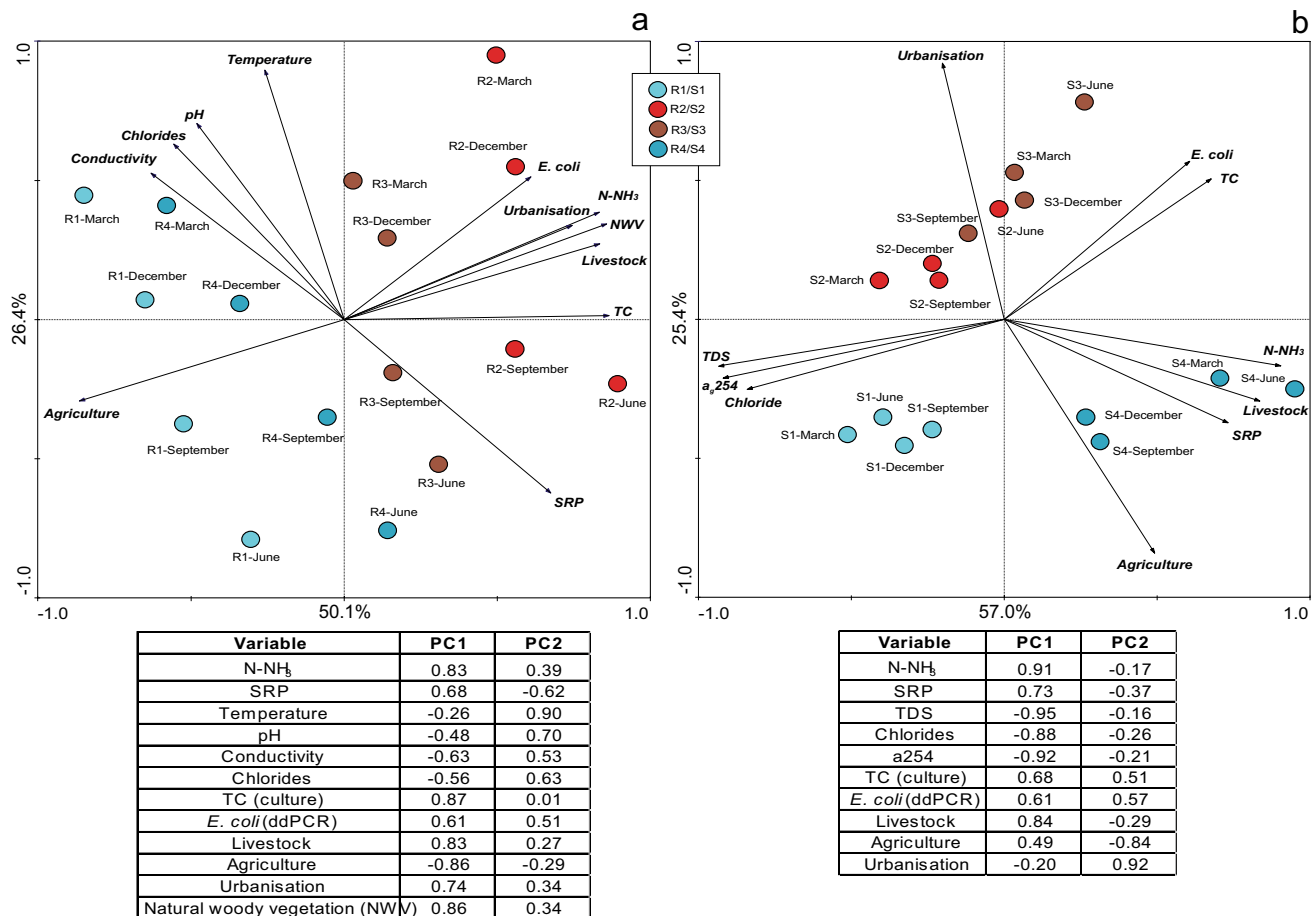 a
1.0
Temperature
R2-March
pH
Chlorides
Conductivity
R2-December
E. coli
R3-March
N-NH₃
Urbanisation
NWV
R1-March
R4-March
R3-December
Livestock
R1-December
R4-December
TC
26.4%
R2-September
R3-September
R2-June
Agriculture
R1-September
R4-September
R3-June
SRP
R4-June
R1-June
-1.0
-1.0
50.1%
1.0
R1/S1
R2/S2
R3/S3
R4/S4
b
1.0
Urbanisation
S3-June
S3-March
E. coli
TC
S3-December
S3-September
S2-June
S2-December
S2-March
S2-September
25.4%
TDS
N-NH₃
a_g254
S4-March
S4-June
Chloride
Livestock
S1-June
S1-September
S4-December
SRP
S1-March
S4-September
S1-December
Agriculture
-1.0
-1.0
57.0%
1.0
Variable PC1 PC2
N-NH₃ 0.83 0.39
SRP 0.68 -0.62
Temperature -0.26 0.90
pH -0.48 0.70
Conductivity -0.63 0.53
Chlorides -0.56 0.63
TC (culture) 0.87 0.01
E. coli (ddPCR) 0.61 0.51
Livestock 0.83 0.27
Agriculture -0.86 -0.29
Urbanisation 0.74 0.34
Natural woody vegetation (NWV) 0.86 0.34
Variable PC1 PC2
N-NH₃ 0.91 -0.17
SRP 0.73 -0.37
TDS -0.95 -0.16
Chlorides -0.88 -0.26
a254 -0.92 -0.21
TC (culture) 0.68 0.51
E. coli (ddPCR) 0.61 0.57
Livestock 0.84 -0.29
Agriculture 0.49 -0.84
Urbanisation -0.20 0.92